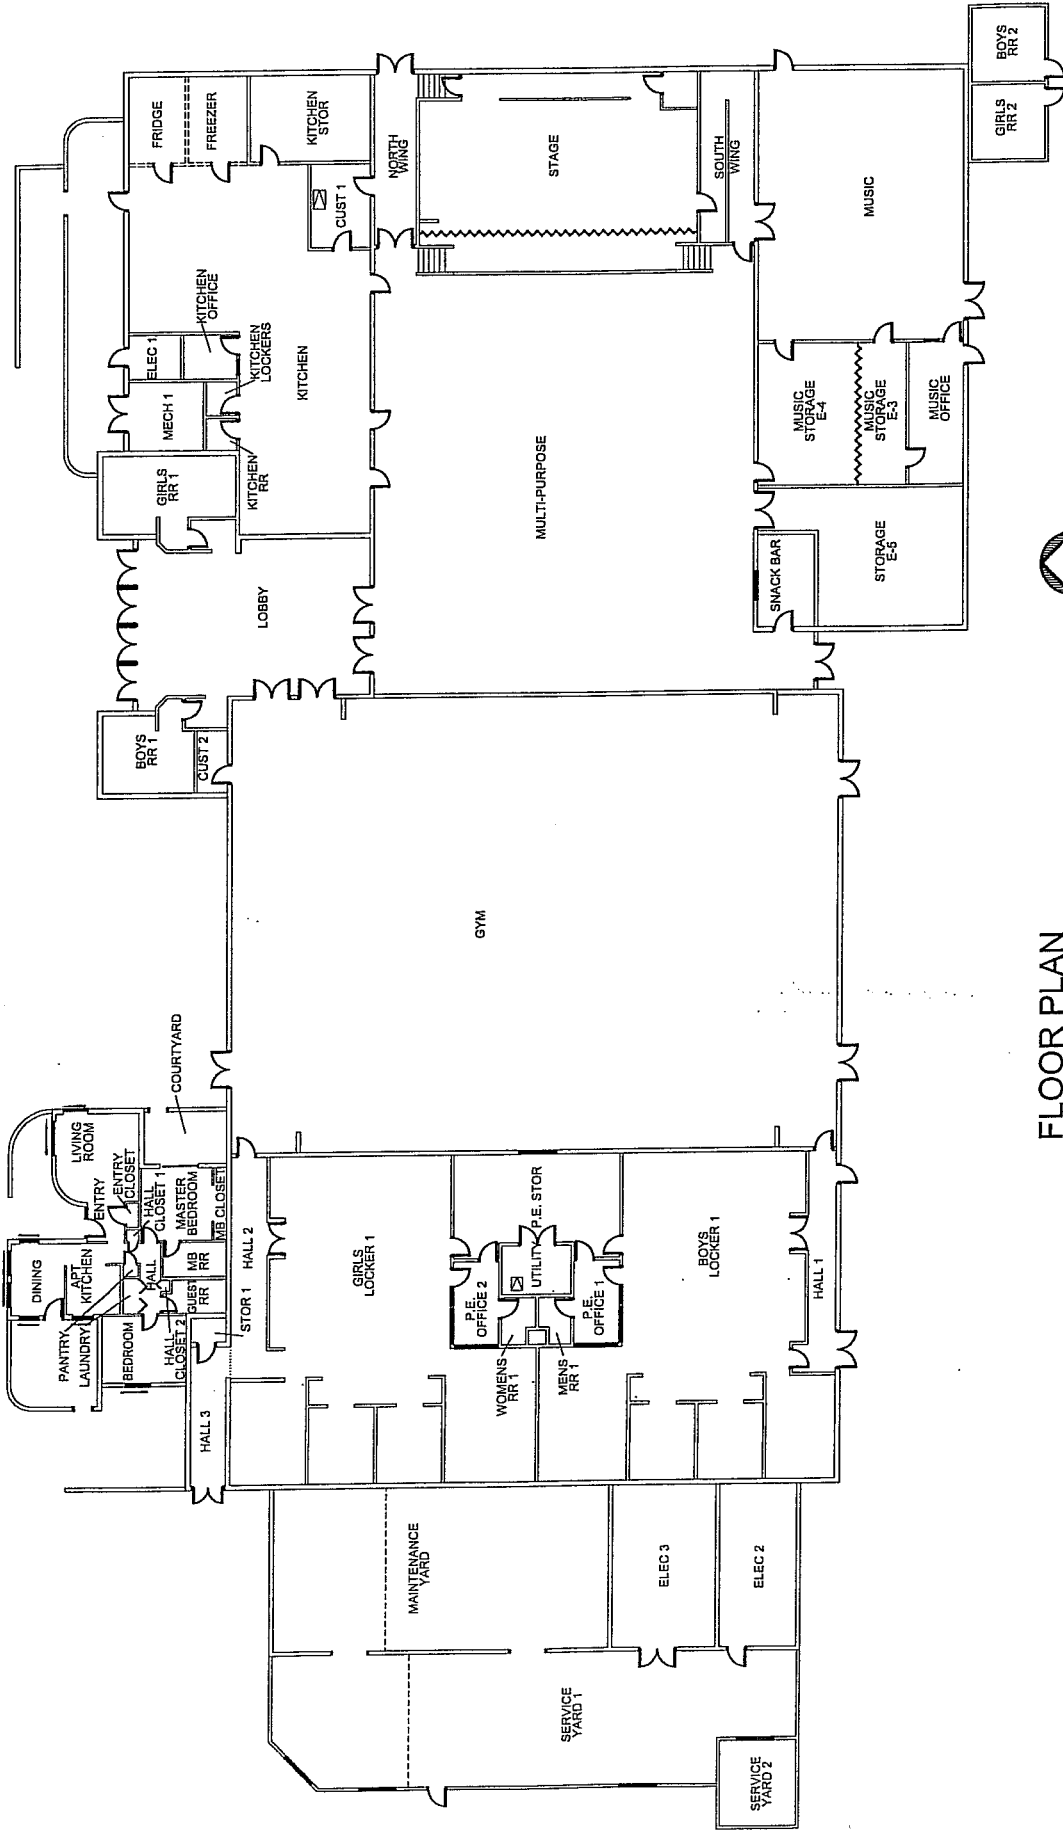 DINING
APT
KITCHEN
ENTRY
LIVING
ROOM
ENTRY
CLOSET
HALL
CLOSET 1
COURTYARD
PANTRY
LAUNDRY
HALL
MASTER
BEDROOM
MB CLOSET
BEDROOM
HALL
CLOSET 2
GUEST
RR
MB
RR
HALL 3
STOR 1
HALL 2
BOYS
RR 1
CUST 2
LOBBY
GIRLS
RR 1
MECH 1
ELEC 1
KITCHEN
OFFICE
KITCHEN
LOCKERS
KITCHEN
RR
KITCHEN
FRIDGE
FREEZER
KITCHEN
STOR
CUST 1
MAINTENANCE
YARD
GIRLS
LOCKER 1
P.E.
OFFICE 2
UTILITY
P.E. STOR
WOMENS
RR 1
MENS
RR 1
P.E.
OFFICE 1
GYM
MULTI-PURPOSE
NORTH
WING
STAGE
SOUTH
WING
SERVICE
YARD 1
ELEC 3
ELEC 2
SERVICE
YARD 2
BOYS
LOCKER 1
HALL 1
SNACK BAR
STORAGE
E-5
MUSIC
STORAGE
E-4
MUSIC
STORAGE
E-3
MUSIC
OFFICE
MUSIC
GIRLS
RR 2
BOYS
RR 2
FLOOR PLAN